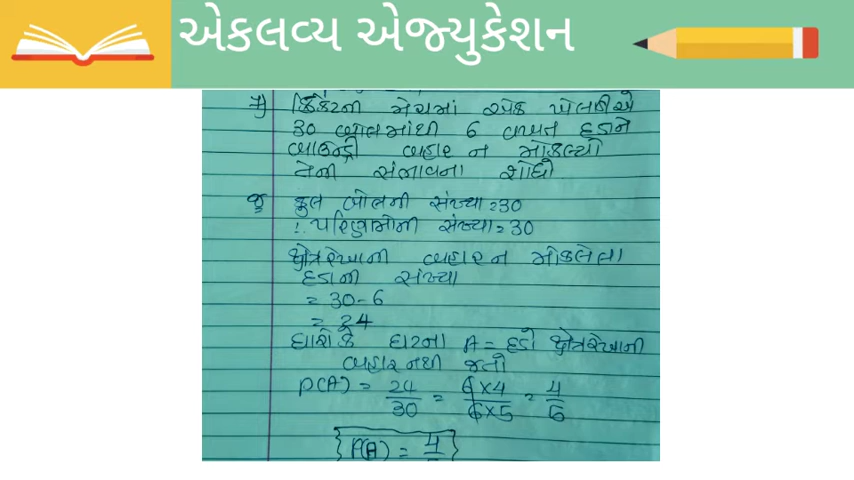 એકલવ્ય એજ્યુકેશન
7) ક્રિકેટની મેચમાં એક
30 બોલમાંથી 6 વખત દડાને
બાઉન્ડ્રી બહાર ન મોકલ્યો
તેની સંભાવના શોધો
જ કુલ બોલની સંખ્યા = 30
∴ પરિણામોની સંખ્યા = 30
ક્ષેત્રરેખાની બહાર ન મોકલેલા
દડાની સંખ્યા
= 30 - 6
= 24
ધારોકે ઘટના A = દડો ક્ષેત્રરેખાની
બહાર નથી જતો
P(A) = 24/30 = 6×4/6×5 = 4/5
P(A) = 4